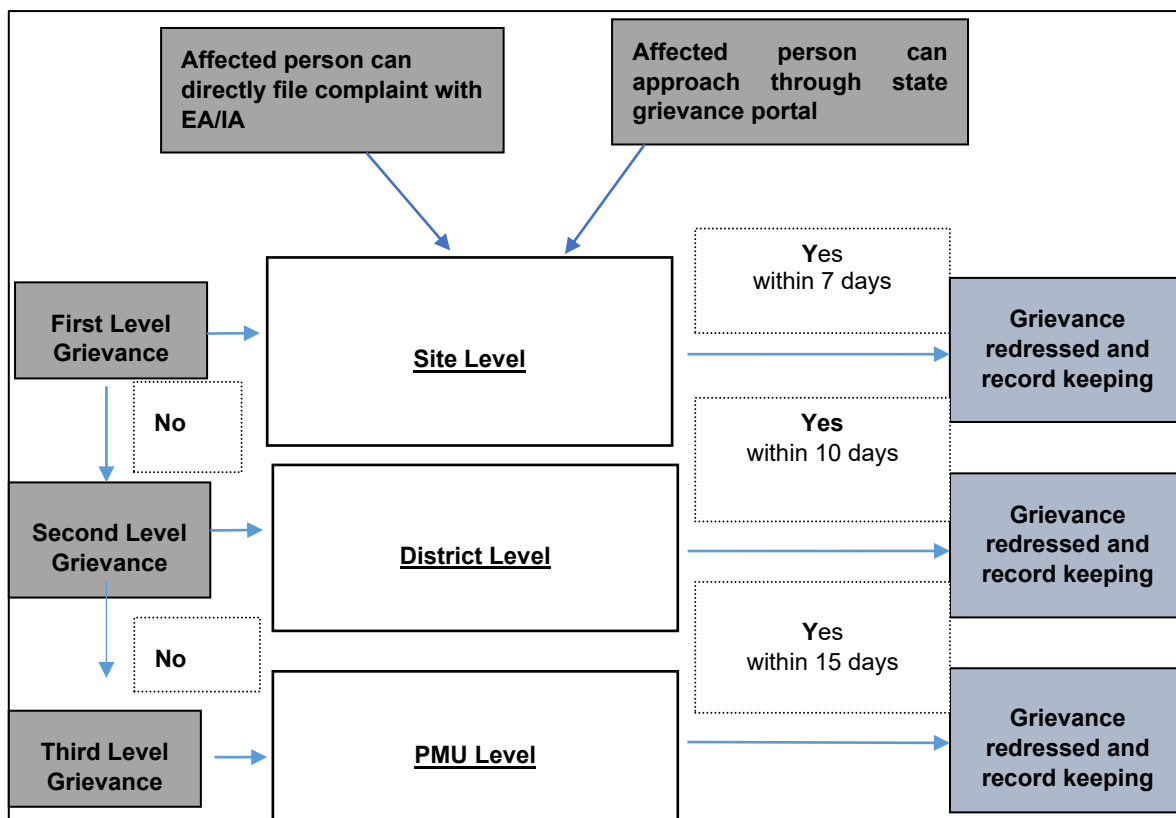 Affected person can
directly file complaint with
EA/IA
Affected person can
approach through state
grievance portal
First Level
Grievance
Site Level
Yes
within 7 days
Grievance
redressed and
record keeping
No
Second Level
Grievance
District Level
Yes
within 10 days
Grievance
redressed and
record keeping
No
Third Level
Grievance
PMU Level
Yes
within 15 days
Grievance
redressed and
record keeping